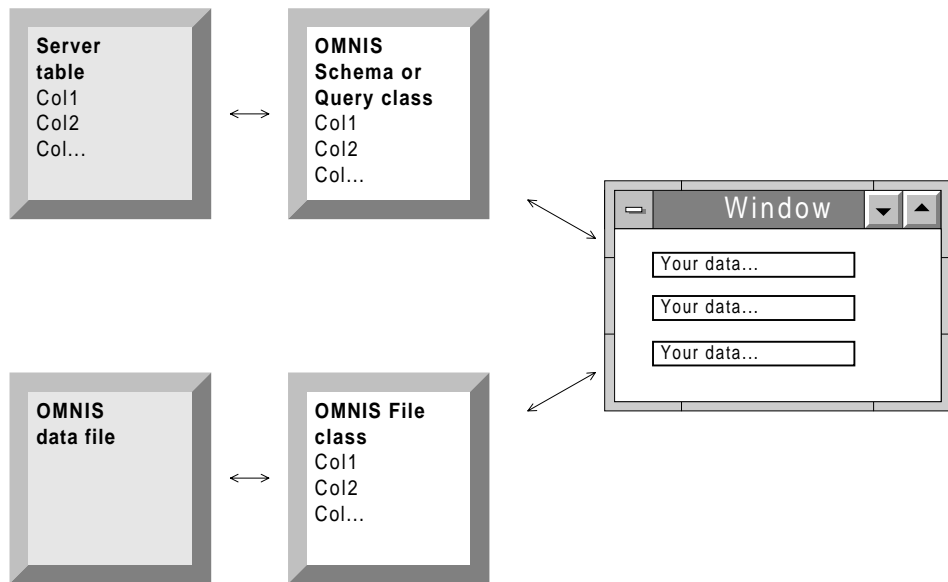 Server
table
Col1
Col2
Col...
OMNIS
Schema or
Query class
Col1
Col2
Col...
Window
Your data...
Your data...
Your data...
OMNIS
data file
OMNIS File
class
Col1
Col2
Col...